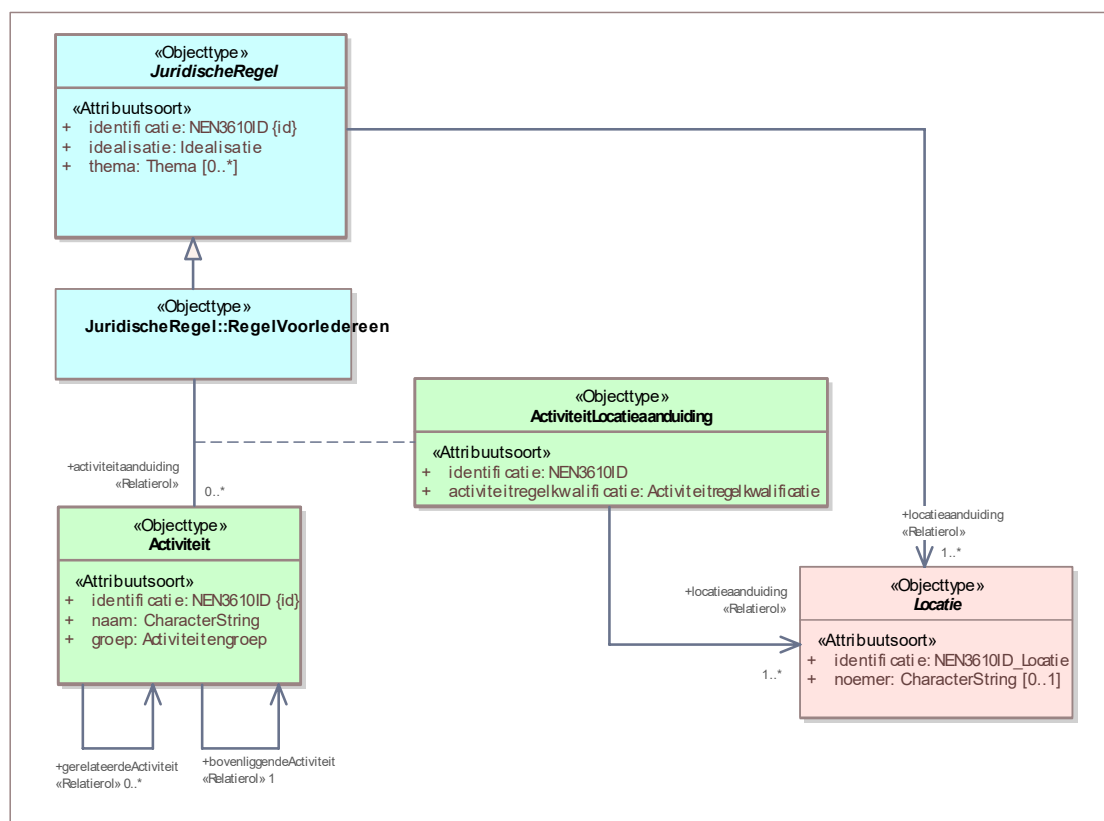 «Objecttype»
JuridischeRegel
«Attribuutsoort»
+ identificatie: NEN3610ID {id}
+ idealisatie: Idealisatie
+ thema: Thema [0..*]
«Objecttype»
JuridischeRegel::RegelVoorIedereen
«Objecttype»
ActiviteitLocatieaanduiding
«Attribuutsoort»
+ identificatie: NEN3610ID
+ activiteitregelkwalificatie: Activiteitregelkwalificatie
+activiteitaanduiding
«Relatierol»
0..*
«Objecttype»
Activiteit
«Attribuutsoort»
+ identificatie: NEN3610ID {id}
+ naam: CharacterString
+ groep: Activiteitengroep
+locatieaanduiding
«Relatierol»
1..*
+locatieaanduiding
«Relatierol»
1..*
«Objecttype»
Locatie
«Attribuutsoort»
+ identificatie: NEN3610ID_Locatie
+ noemer: CharacterString [0..1]
+gerelateerdeActiviteit
«Relatierol» 0..*
+bovenliggendeActiviteit
«Relatierol» 1